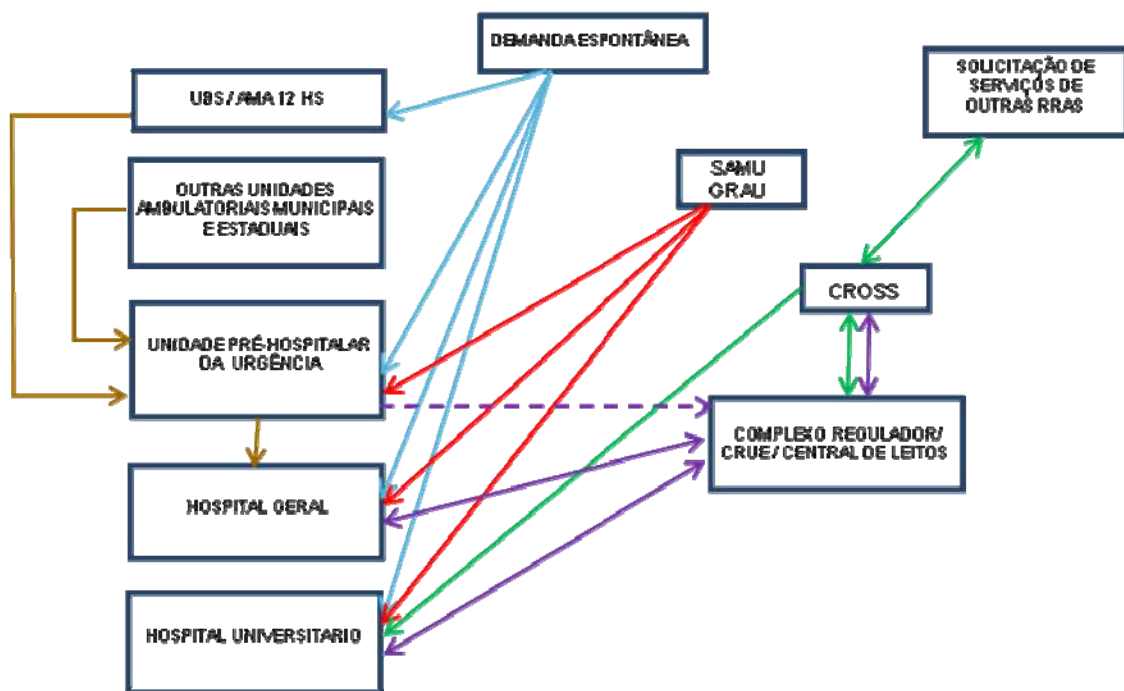 DEMANDA ESPONTÂNEA
SOLICITAÇÃO DE
SERVIÇOS DE
OUTRAS RRAS
UBS / AMA 12 HS
SAMU
GRAU
OUTRAS UNIDADES
AMBULATORIAIS MUNICIPAIS
E ESTADUAIS
CROSS
UNIDADE PRÉ-HOSPITALAR
DA URGÊNCIA
COMPLEXO REGULADOR/
CRUE / CENTRAL DE LEITOS
HOSPITAL GERAL
HOSPITAL UNIVERSITARIO